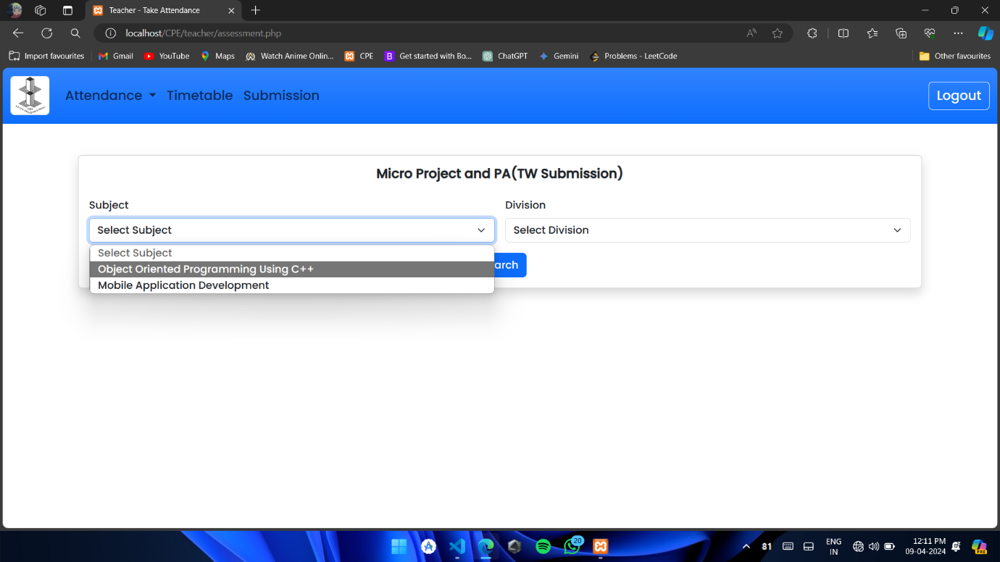 Teacher - Take Attendance
localhost/CPE/teacher/assessment.php
Import favourites Gmail YouTube Maps Watch Anime Onlin... CPE B Get started with Bo... ChatGPT Gemini Problems - LeetCode Other favourites
Attendance Timetable Submission Logout
Micro Project and PA(TW Submission)
Subject Division
Select Subject Select Division
Select Subject
Object Oriented Programming Using C++
Mobile Application Development
arch
20
81 ENG IN 12:11 PM 09-04-2024 PRE